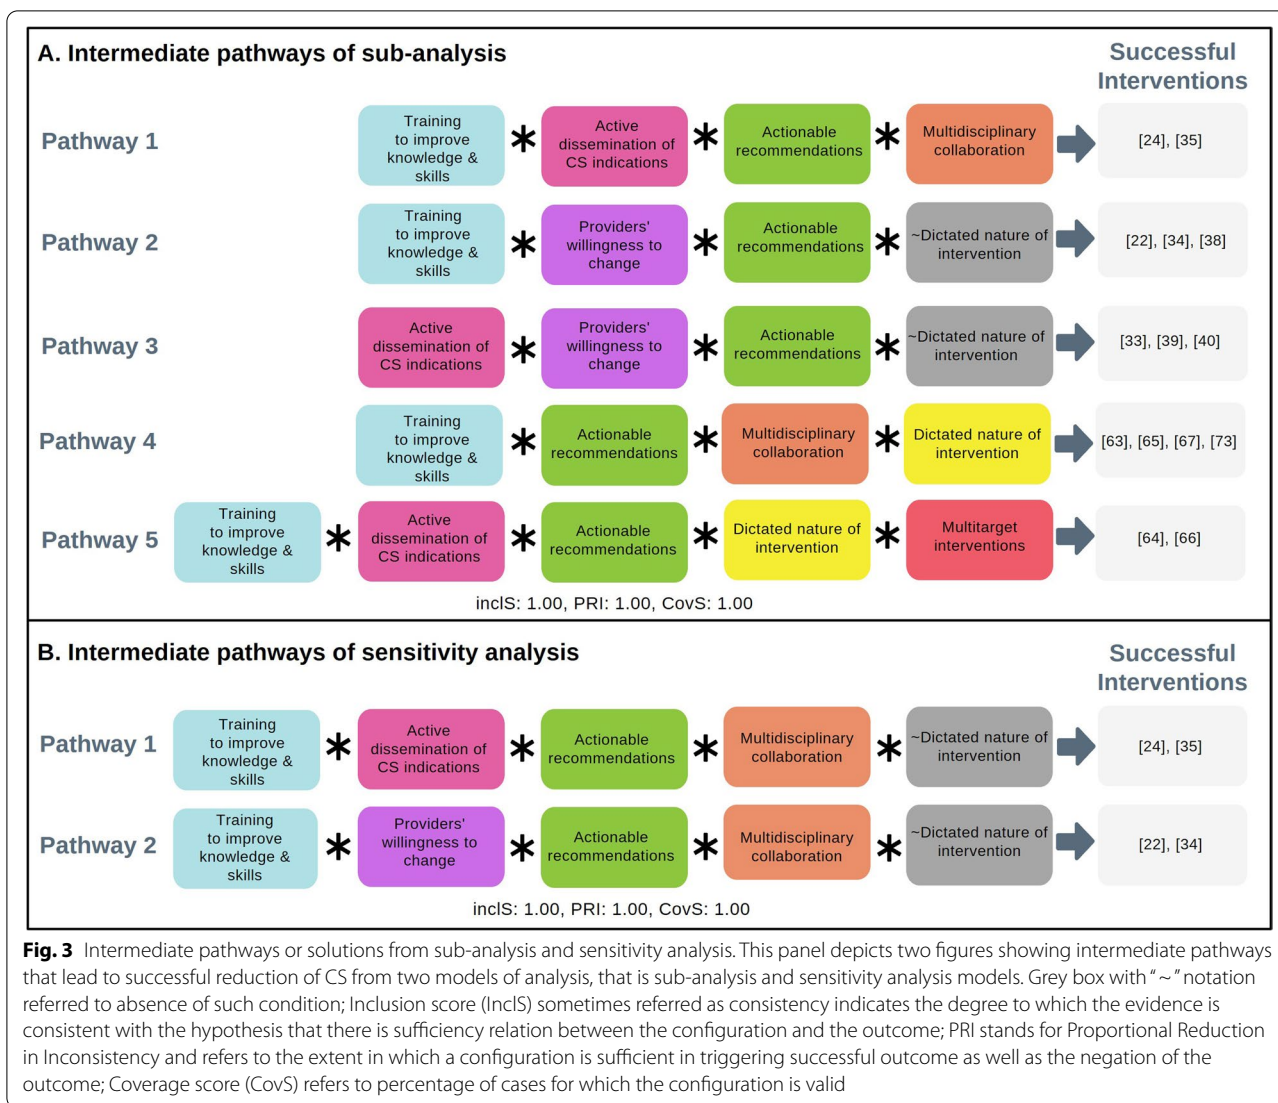 A. Intermediate pathways of sub-analysis
Successful
Interventions
Pathway 1
Training
to improve
knowledge &
skills
*
Active
dissemination of
CS indications
*
Actionable
recommendations
*
Multidisciplinary
collaboration
[24], [35]
Pathway 2
Training
to improve
knowledge &
skills
*
Providers'
willingness to
change
*
Actionable
recommendations
*
~Dictated nature of
intervention
[22], [34], [38]
Pathway 3
Active
dissemination of
CS indications
*
Providers'
willingness to
change
*
Actionable
recommendations
*
~Dictated nature of
intervention
[33], [39], [40]
Pathway 4
Training
to improve
knowledge &
skills
*
Actionable
recommendations
*
Multidisciplinary
collaboration
*
Dictated nature of
intervention
[63], [65], [67], [73]
Pathway 5
Training
to improve
knowledge &
skills
*
Active
dissemination of
CS indications
*
Actionable
recommendations
*
Dictated nature of
intervention
*
Multitarget
interventions
[64], [66]
inclS: 1.00, PRI: 1.00, CovS: 1.00
B. Intermediate pathways of sensitivity analysis
Successful
Interventions
Pathway 1
Training
to improve
knowledge &
skills
*
Active
dissemination of
CS indications
*
Actionable
recommendations
*
Multidisciplinary
collaboration
*
~Dictated nature of
intervention
[24], [35]
Pathway 2
Training
to improve
knowledge &
skills
*
Providers'
willingness to
change
*
Actionable
recommendations
*
Multidisciplinary
collaboration
*
~Dictated nature of
intervention
[22], [34]
inclS: 1.00, PRI: 1.00, CovS: 1.00
Fig. 3 Intermediate pathways or solutions from sub-analysis and sensitivity analysis. This panel depicts two figures showing intermediate pathways
that lead to successful reduction of CS from two models of analysis, that is sub-analysis and sensitivity analysis models. Grey box with "~" notation
referred to absence of such condition; Inclusion score (InclS) sometimes referred as consistency indicates the degree to which the evidence is
consistent with the hypothesis that there is sufficiency relation between the configuration and the outcome; PRI stands for Proportional Reduction
in Inconsistency and refers to the extent in which a configuration is sufficient in triggering successful outcome as well as the negation of the
outcome; Coverage score (CovS) refers to percentage of cases for which the configuration is valid